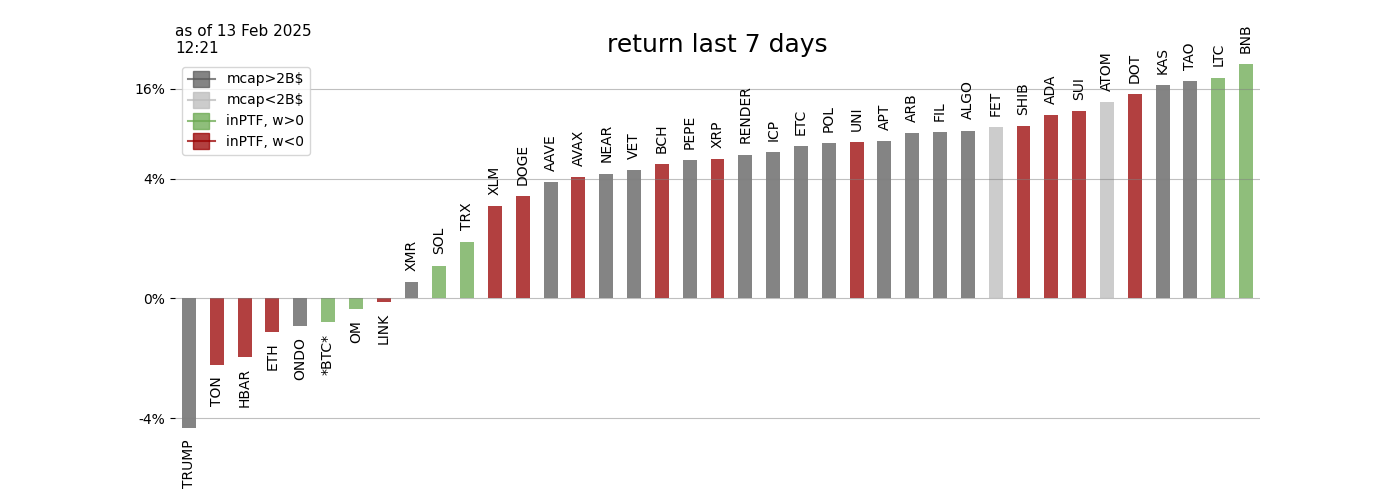 as of 13 Feb 2025
12:21
return last 7 days
mcap>2B$
mcap<2B$
inPTF, w>0
inPTF, w<0
16%
4%
0%
-4%
TRUMP
TON
HBAR
ETH
ONDO
*BTC*
OM
LINK
XMR
SOL
TRX
XLM
DOGE
AAVE
AVAX
NEAR
VET
BCH
PEPE
XRP
RENDER
ICP
ETC
POL
UNI
APT
ARB
FIL
ALGO
FET
SHIB
ADA
SUI
ATOM
DOT
KAS
TAO
LTC
BNB